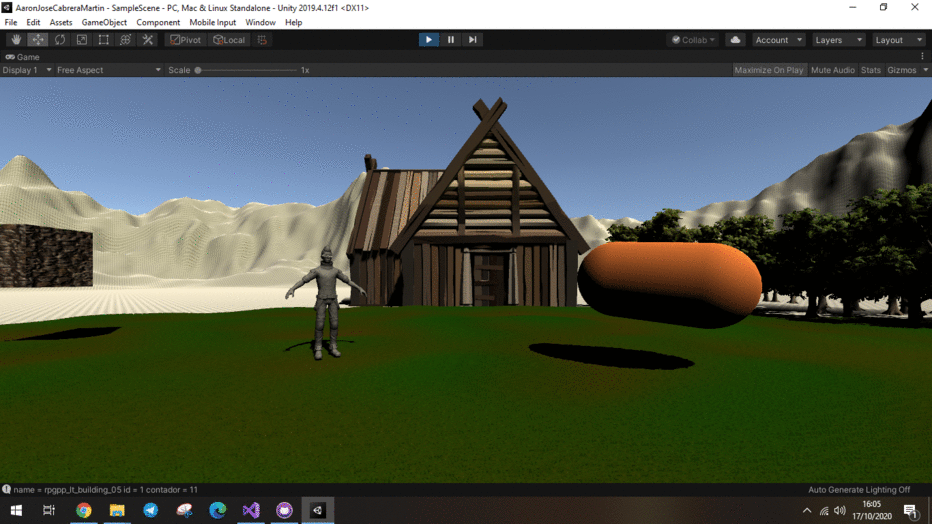 AaronJoseCabreraMartin - SampleScene - PC, Mac & Linux Standalone - Unity 2019.4.12f1 <DX11>
File Edit Assets GameObject Component Mobile Input Window Help
Pivot Local Collab Account Layers Layout
Game
Display 1 Free Aspect Scale 1x Maximize On Play Mute Audio Stats Gizmos
name = rpgpp_lt_building_05 id = 1 contador = 11 Auto Generate Lighting Off
16:05
17/10/2020
1